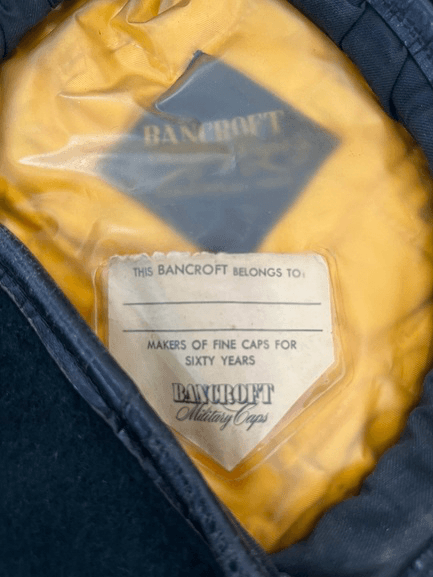 BANCROFT
THIS BANCROFT BELONGS TO:
MAKERS OF FINE CAPS FOR
SIXTY YEARS
BANCROFT
Military Caps